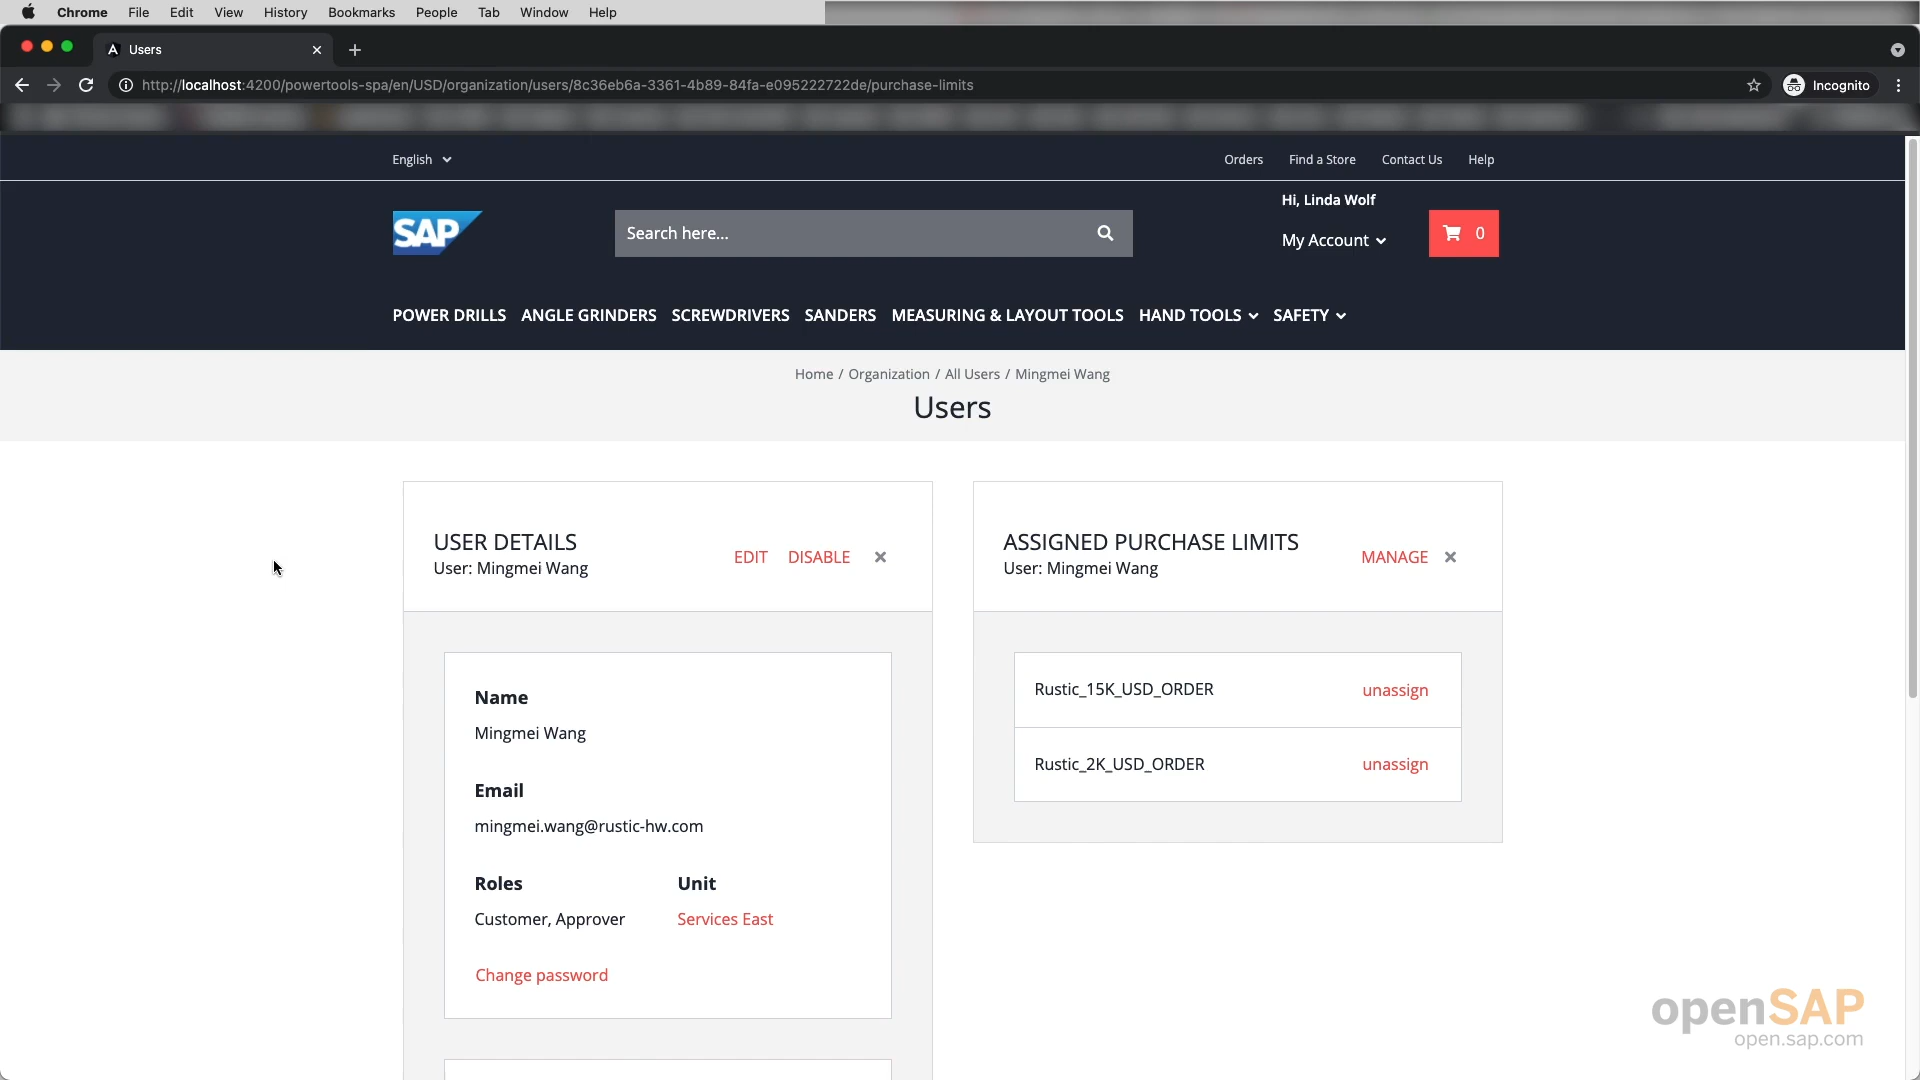 Chrome File Edit View History Bookmarks People Tab Window Help
Users
http://localhost:4200/powertools-spa/en/USD/organization/users/8c36eb6a-3361-4b89-84fa-e095222722de/purchase-limits
Incognito
English
Orders Find a Store Contact Us Help
Hi, Linda Wolf
SAP
Search here...
My Account
0
POWER DRILLS ANGLE GRINDERS SCREWDRIVERS SANDERS MEASURING & LAYOUT TOOLS HAND TOOLS SAFETY
Home / Organization / All Users / Mingmei Wang
Users
USER DETAILS
User: Mingmei Wang
EDIT DISABLE
Name
Mingmei Wang
Email
mingmei.wang@rustic-hw.com
Roles Unit
Customer, Approver Services East
Change password
ASSIGNED PURCHASE LIMITS
User: Mingmei Wang
MANAGE
Rustic_15K_USD_ORDER unassign
Rustic_2K_USD_ORDER unassign
openSAP
open.sap.com